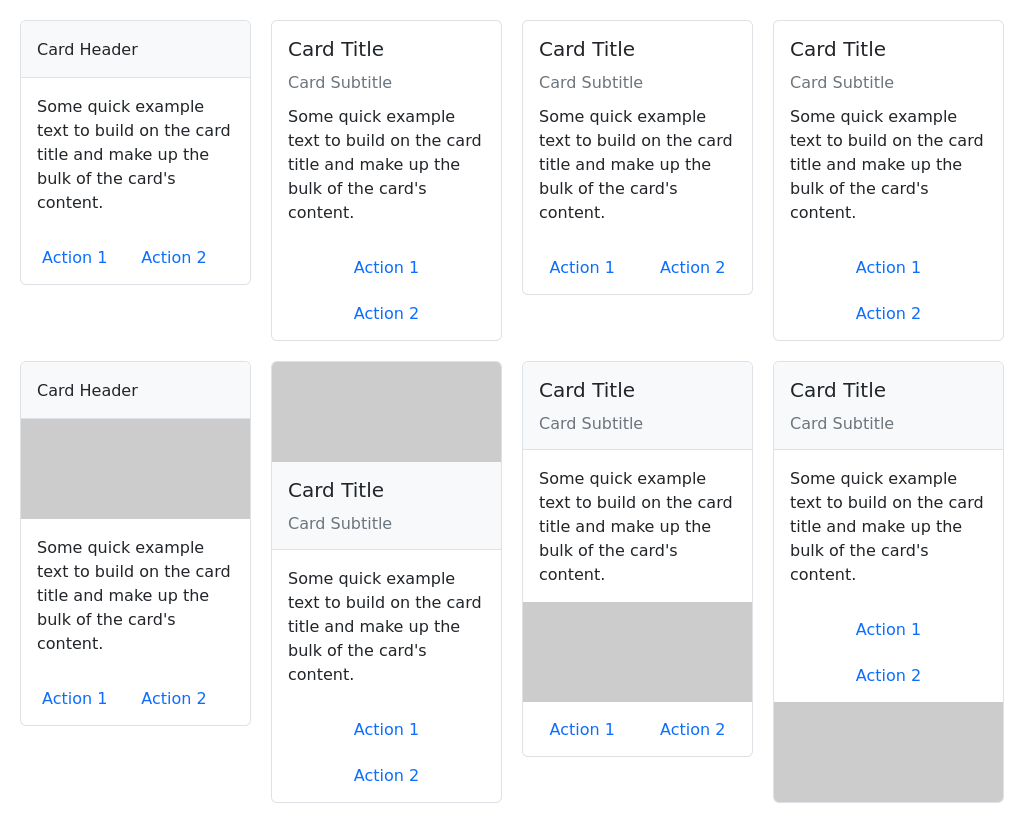 Card Header
Some quick example
text to build on the card
title and make up the
bulk of the card's
content.
Action 1 Action 2
Card Title
Card Subtitle
Some quick example
text to build on the card
title and make up the
bulk of the card's
content.
Action 1
Action 2
Card Title
Card Subtitle
Some quick example
text to build on the card
title and make up the
bulk of the card's
content.
Action 1 Action 2
Card Title
Card Subtitle
Some quick example
text to build on the card
title and make up the
bulk of the card's
content.
Action 1
Action 2
Card Header
Some quick example
text to build on the card
title and make up the
bulk of the card's
content.
Action 1 Action 2
Card Title
Card Subtitle
Some quick example
text to build on the card
title and make up the
bulk of the card's
content.
Action 1
Action 2
Card Title
Card Subtitle
Some quick example
text to build on the card
title and make up the
bulk of the card's
content.
Action 1 Action 2
Card Title
Card Subtitle
Some quick example
text to build on the card
title and make up the
bulk of the card's
content.
Action 1
Action 2